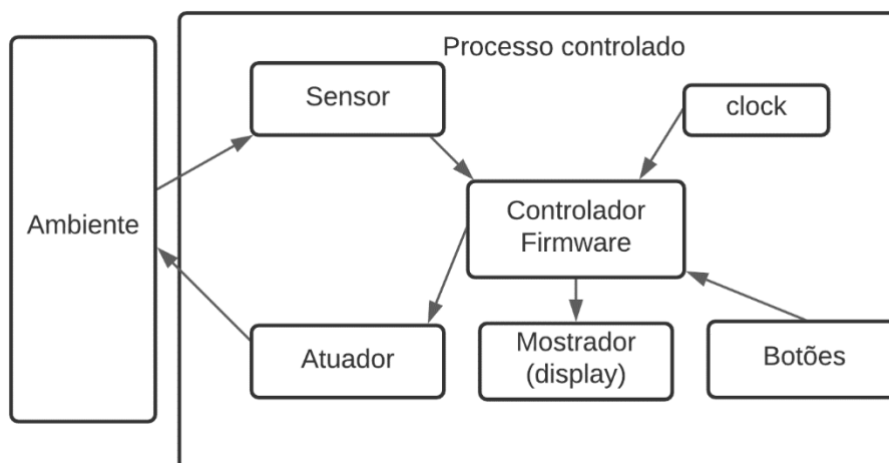 Processo controlado
Sensor
clock
Ambiente
Controlador
Firmware
Atuador
Mostrador
(display)
Botões